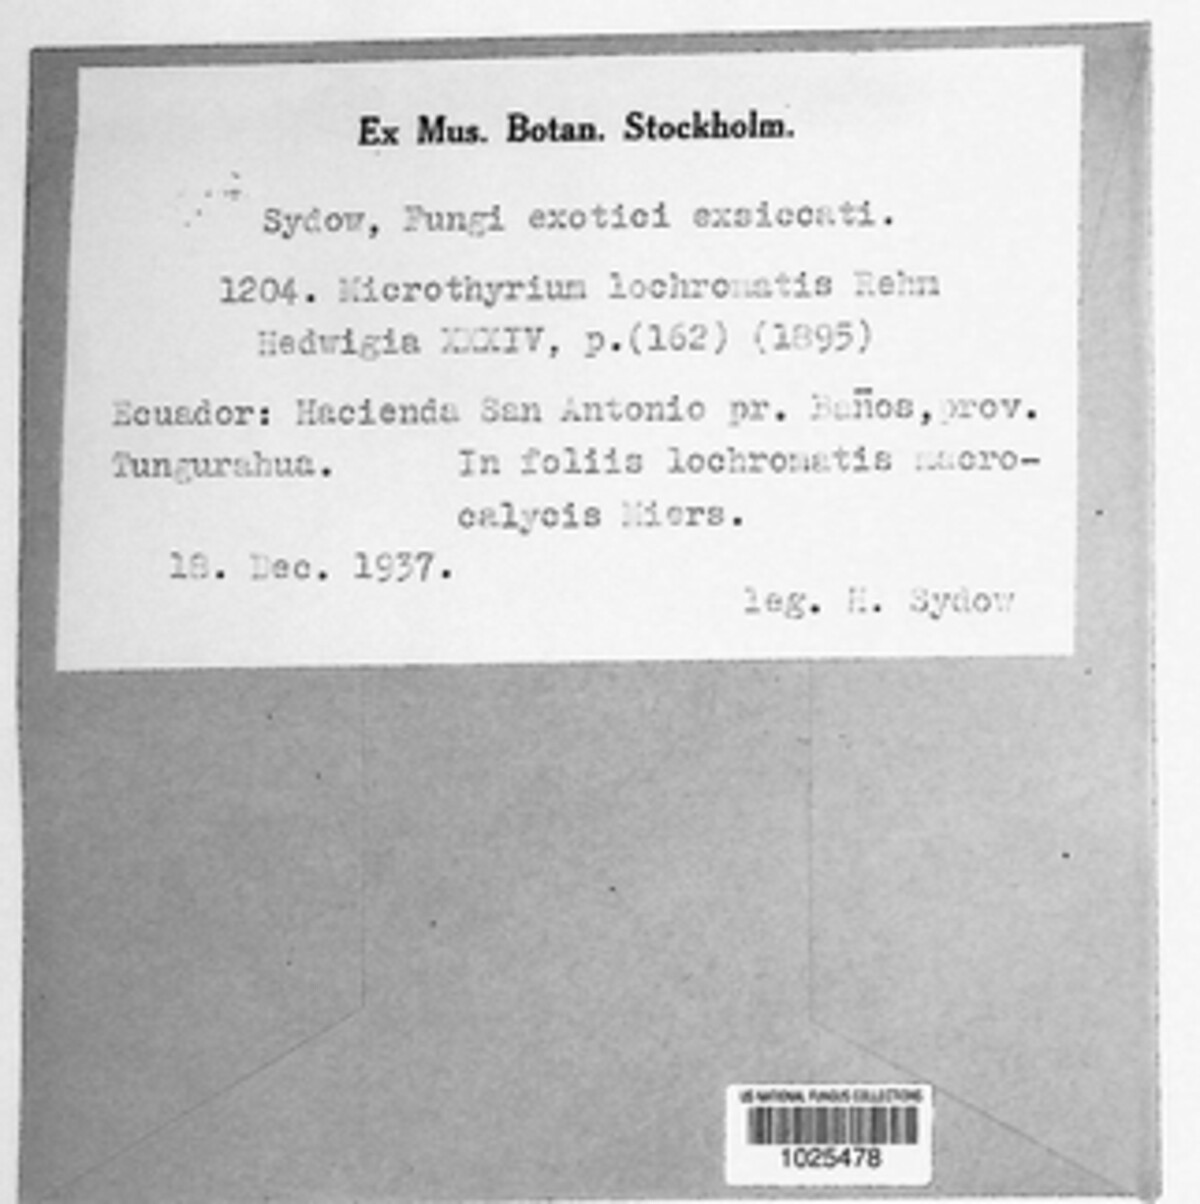 Ex Mus. Botan. Stockholm.
Sydow, Fungi exotici exsiccati.
1204. Microthyrium lochromatis Rehm
Hedwigia XXXIV, p.(162) (1895)
Ecuador: Hacienda San Antonio pr. Baños, prov.
Tungurahua. In foliis lochromatis macro-
calycis Miers.
18. Dec. 1937.
leg. H. Sydow
US NATIONAL FUNGUS COLLECTIONS
1025478